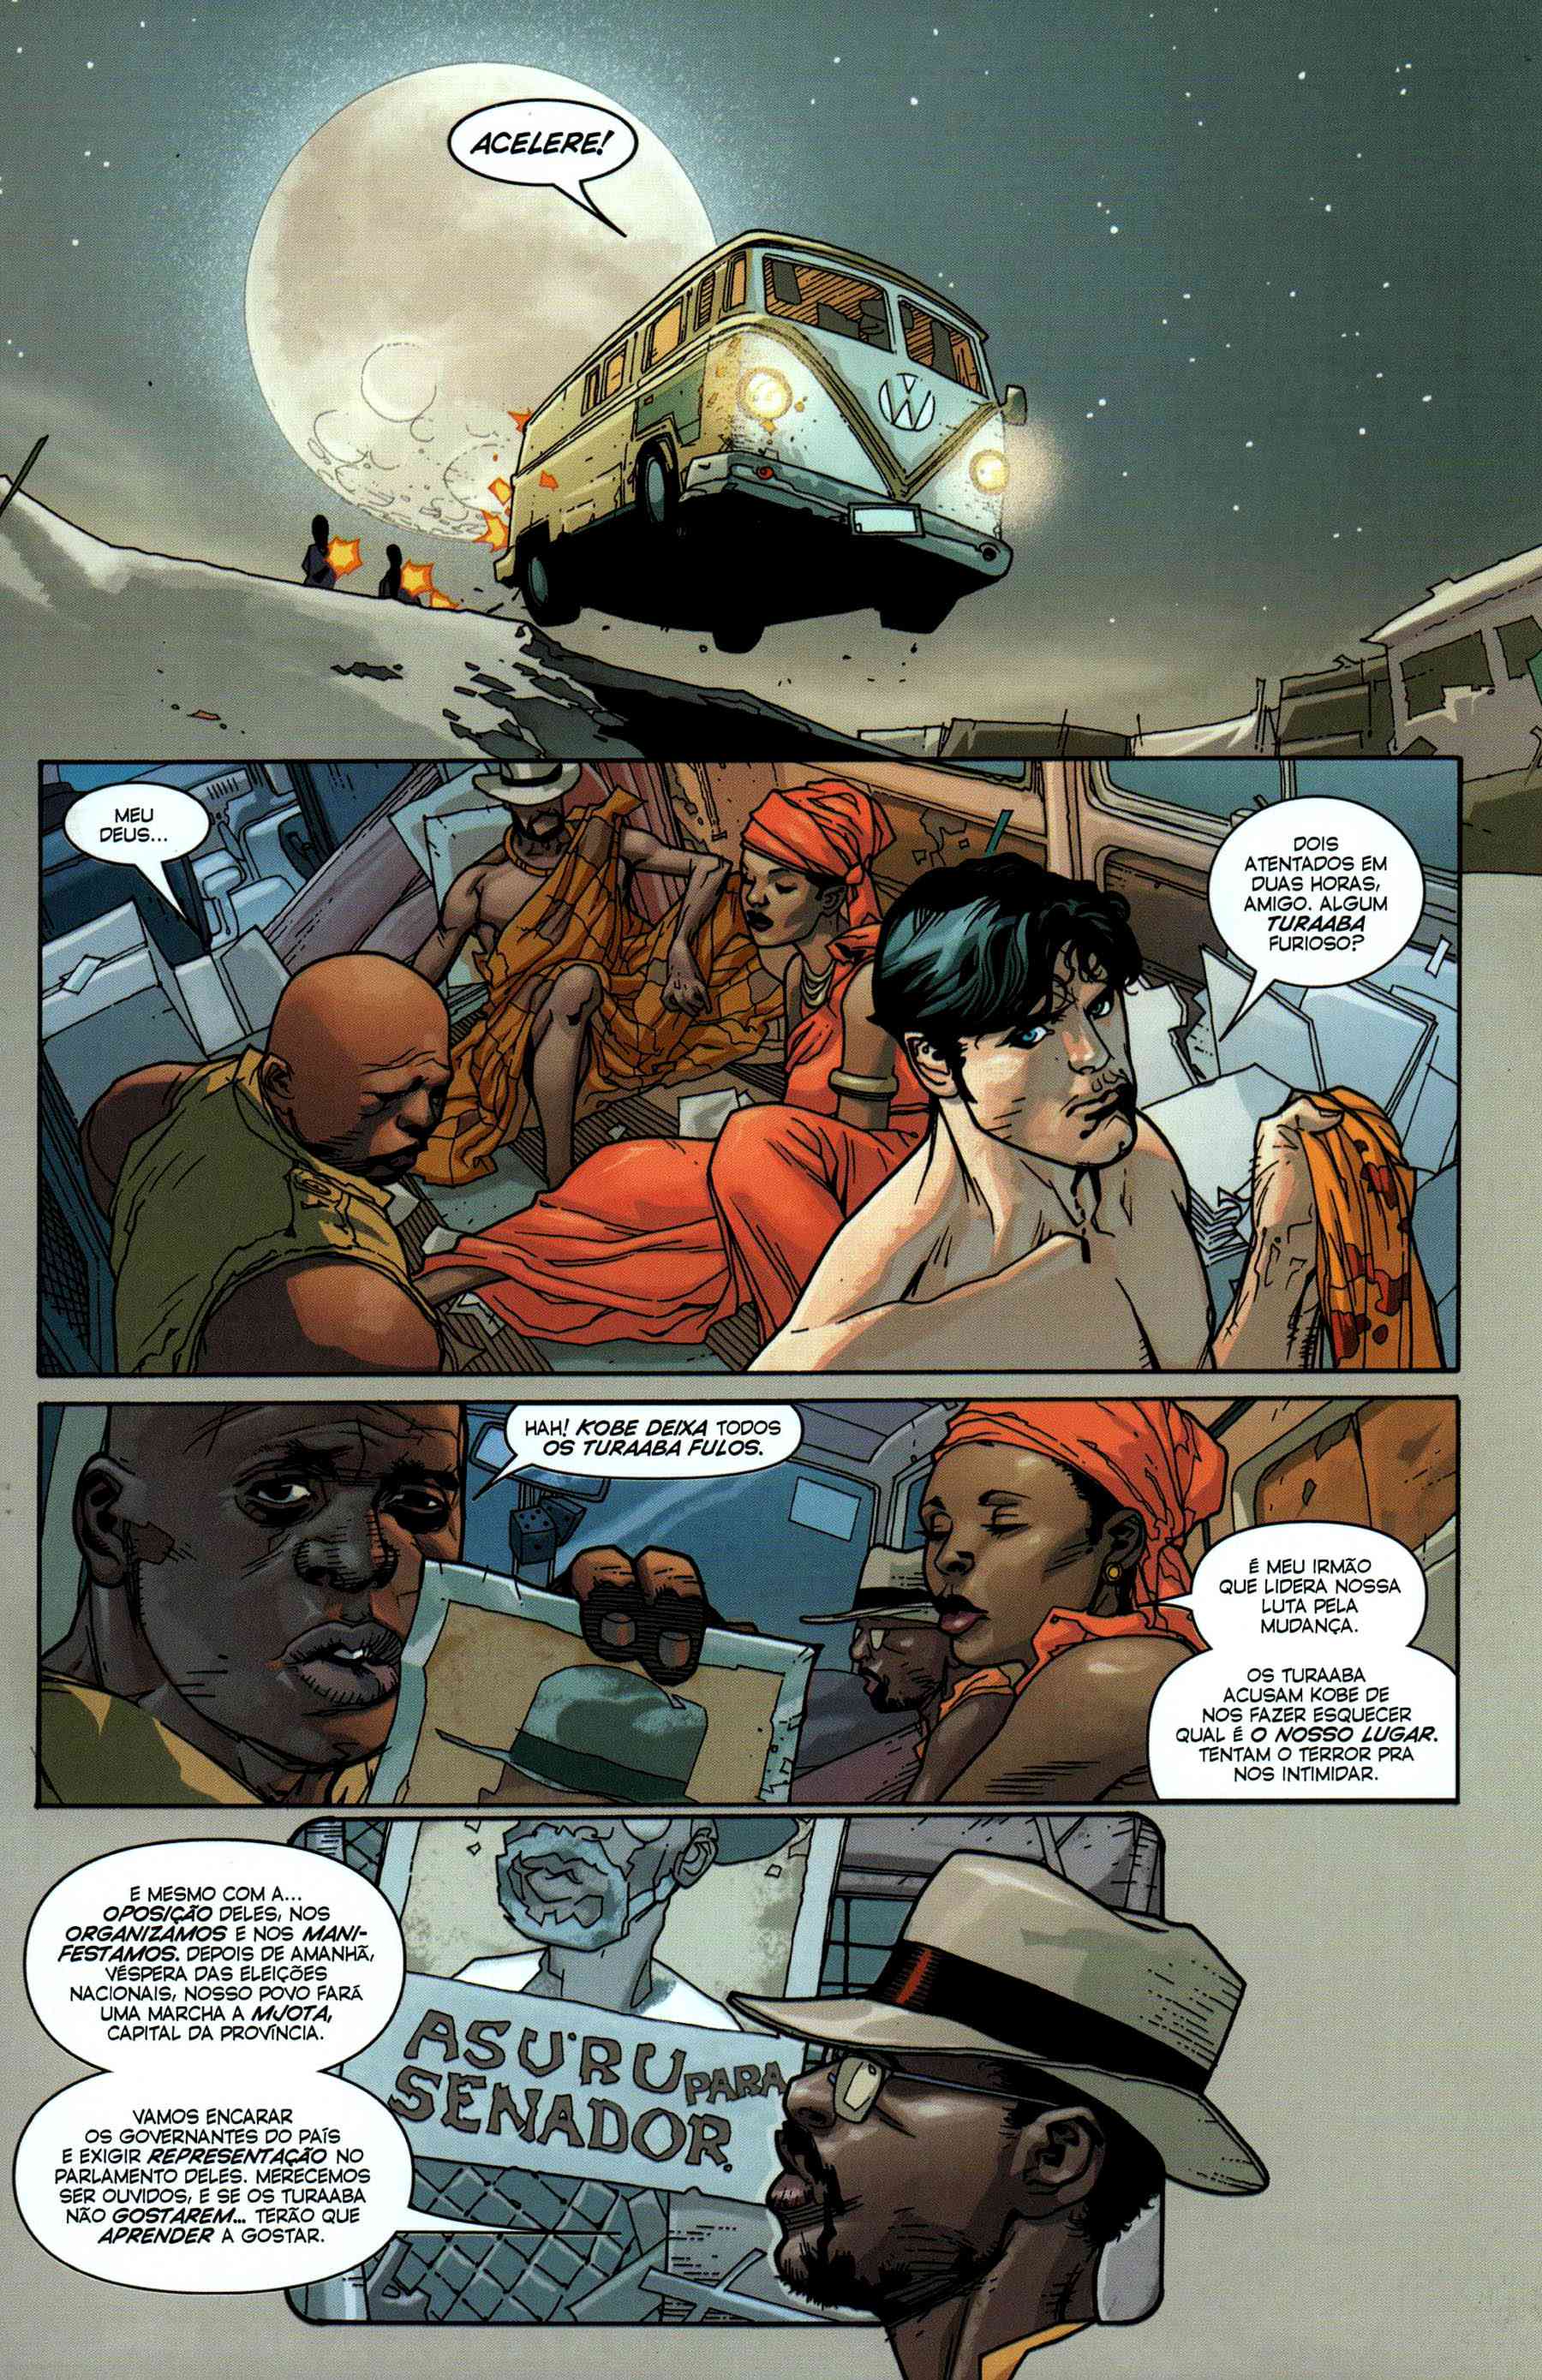 ACELERE!
VW
MEU
DEUS...
DOIS
ATENTADOS EM
DUAS HORAS,
AMIGO. ALGUM
TURAABA
FURIOSO?
HAH! KOBE DEIXA TODOS
OS TURAABA FULOS.
É MEU IRMÃO
QUE LIDERA NOSSA
LUTA PELA
MUDANÇA.
OS TURAABA
ACUSAM KOBE DE
NOS FAZER ESQUECER
QUAL É O NOSSO LUGAR.
TENTAM O TERROR PRA
NOS INTIMIDAR.
E MESMO COM A...
OPOSIÇÃO DELES, NOS
ORGANIZAMOS E NOS MANI-
FESTAMOS. DEPOIS DE AMANHÃ,
VÉSPERA DAS ELEIÇÕES
NACIONAIS, NOSSO POVO FARÁ
UMA MARCHA A MJOTA,
CAPITAL DA PROVÍNCIA.
VAMOS ENCARAR
OS GOVERNANTES DO PAÍS
E EXIGIR REPRESENTAÇÃO NO
PARLAMENTO DELES. MERECEMOS
SER OUVIDOS, E SE OS TURAABA
NÃO GOSTAREM... TERÃO QUE
APRENDER A GOSTAR.
ASU'RU PARA
SENADOR.